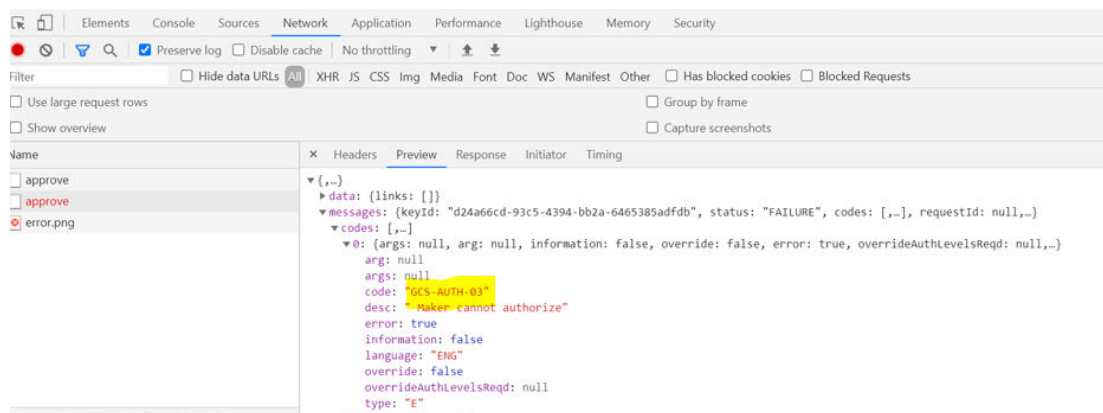 Elements Console Sources Network Application Performance Lighthouse Memory Security
Preserve log Disable cache No throttling
Filter Hide data URLs All XHR JS CSS Img Media Font Doc WS Manifest Other Has blocked cookies Blocked Requests
Use large request rows Group by frame
Show overview Capture screenshots
Name × Headers Preview Response Initiator Timing
approve
approve
error.png
{,…}
data: {links: []}
messages: {keyId: "d24a66cd-93c5-4394-bb2a-6465385adfdb", status: "FAILURE", codes: [,…], requestId: null,…}
codes: [,…]
0: {args: null, arg: null, information: false, override: false, error: true, overrideAuthLevelsReqd: null,…}
arg: null
args: null
code: "GCS-AUTH-03"
desc: " Maker cannot authorize"
error: true
information: false
language: "ENG"
override: false
overrideAuthLevelsReqd: null
type: "E"